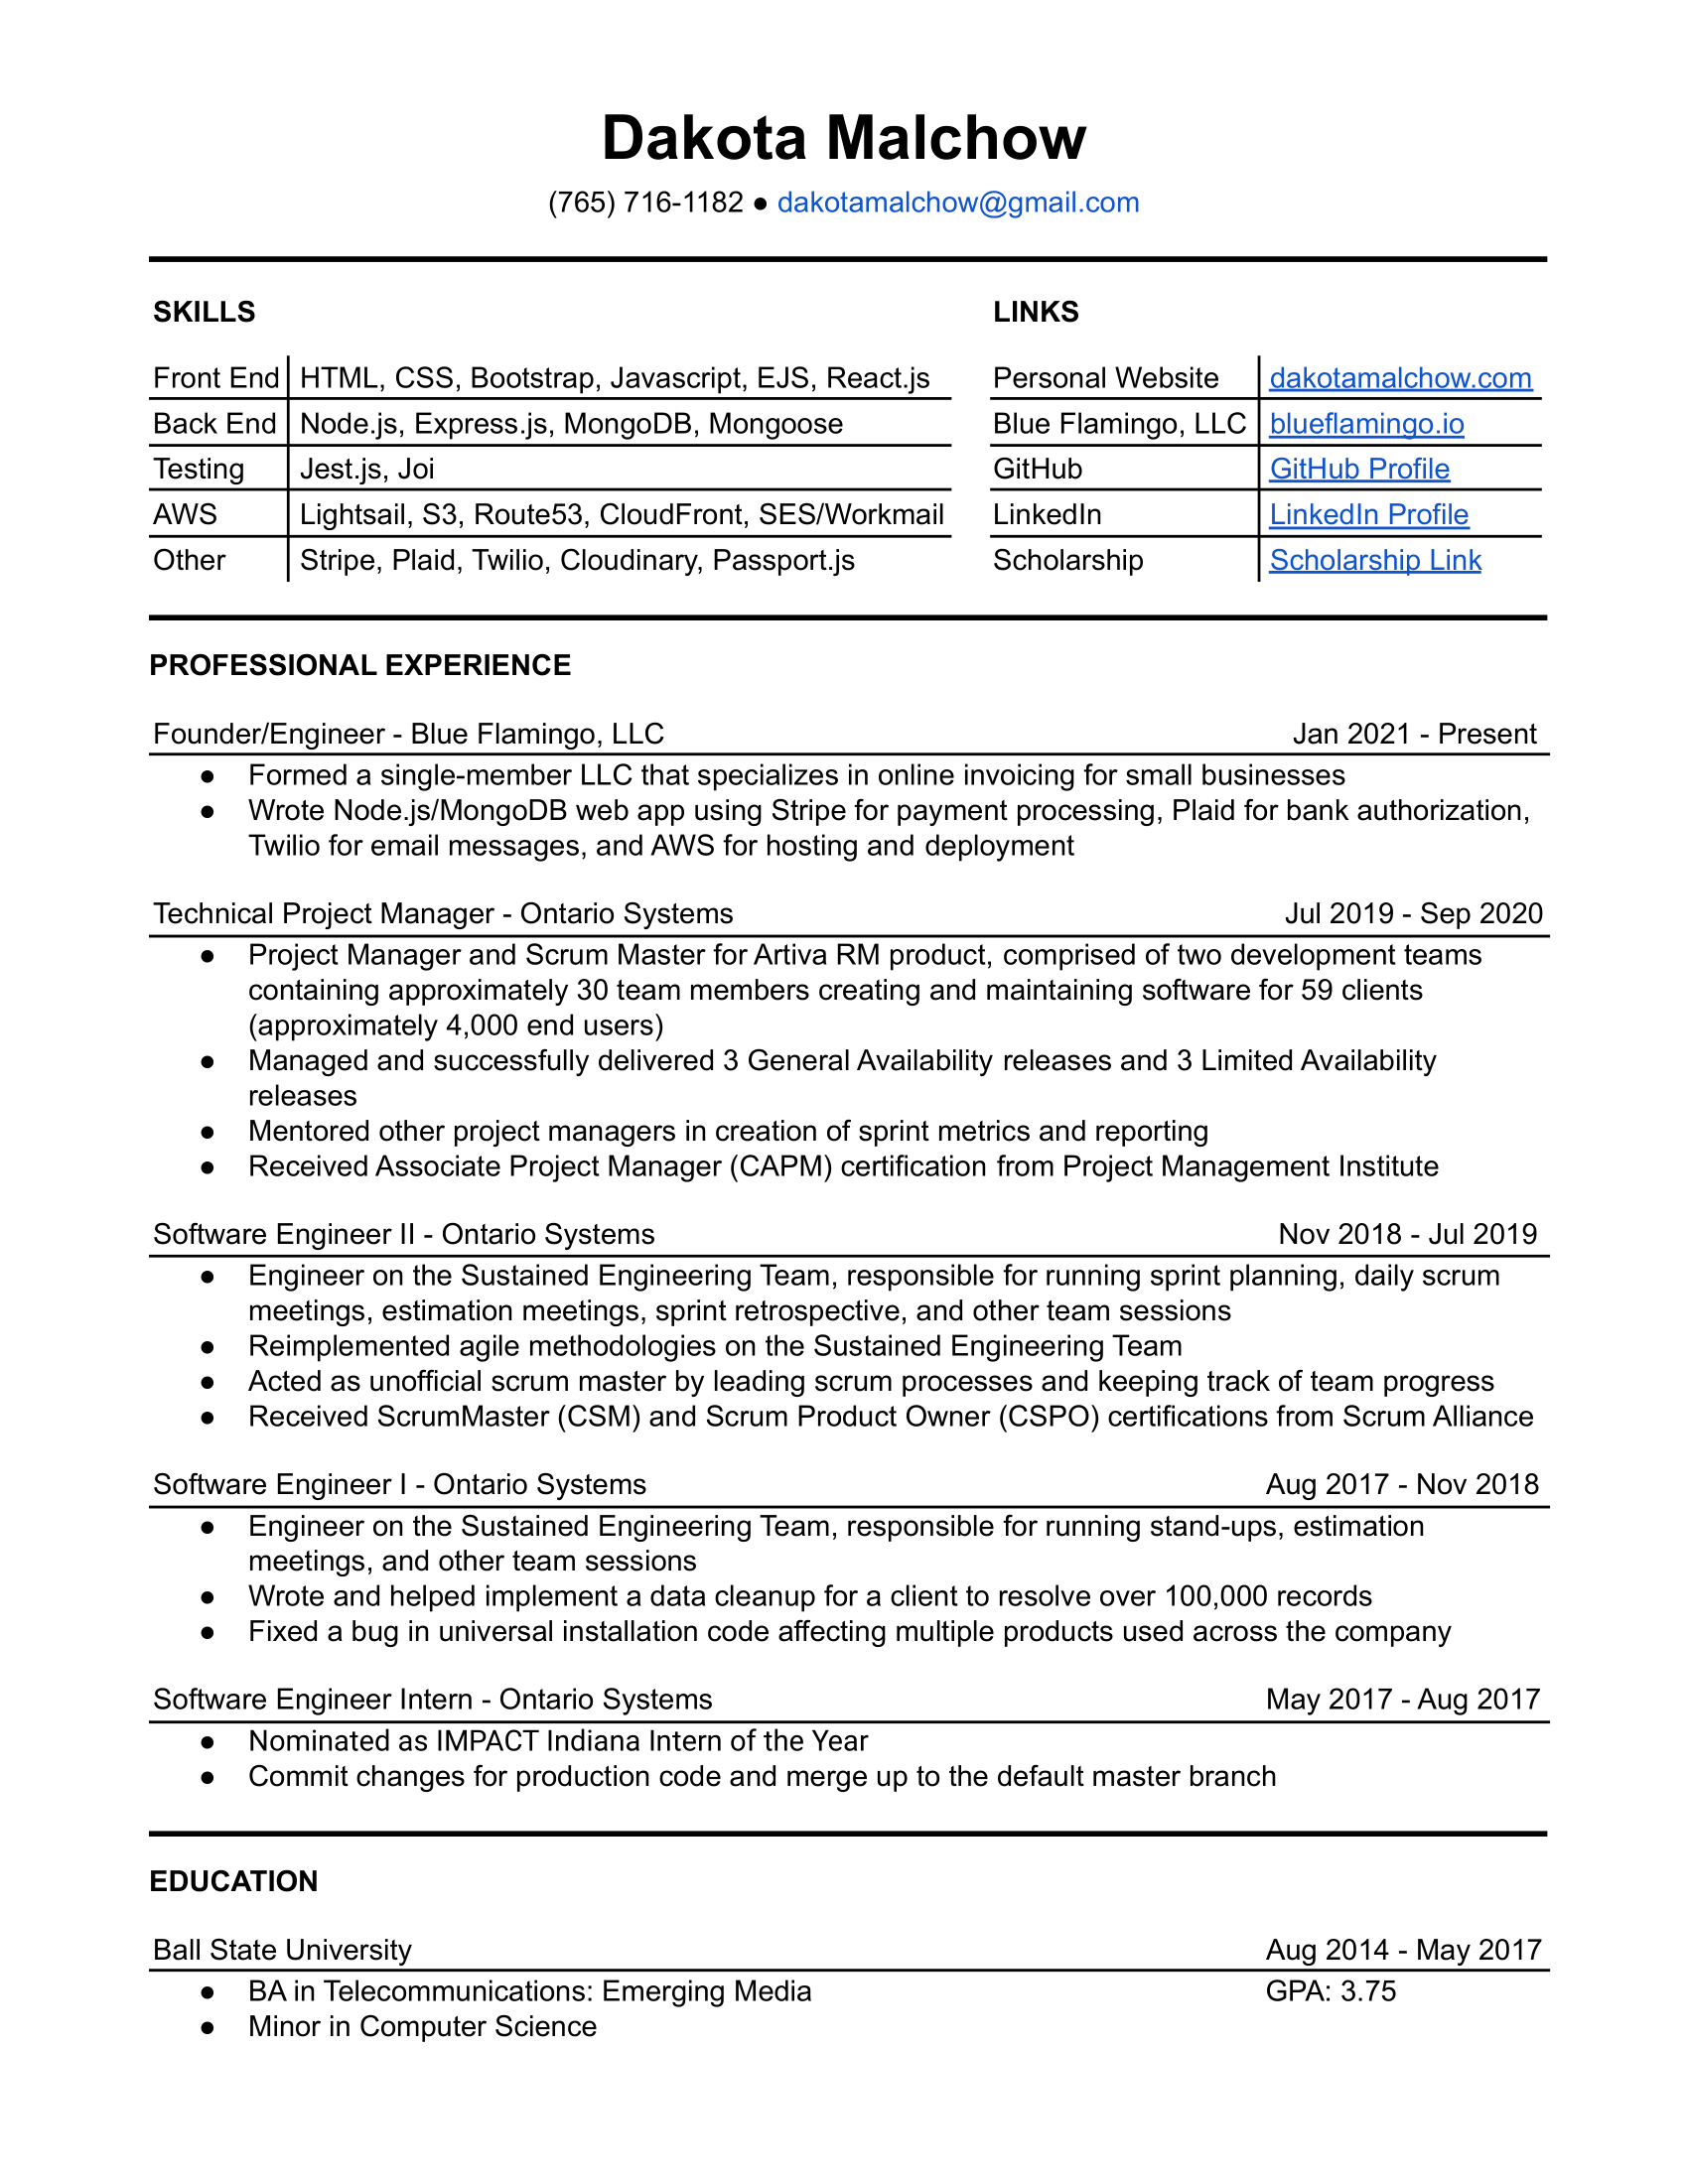 Dakota Malchow
(765) 716-1182 ● dakotamalchow@gmail.com
SKILLS
Front End HTML, CSS, Bootstrap, Javascript, EJS, React.js
Back End Node.js, Express.js, MongoDB, Mongoose
Testing Jest.js, Joi
AWS Lightsail, S3, Route53, CloudFront, SES/Workmail
Other Stripe, Plaid, Twilio, Cloudinary, Passport.js
LINKS
Personal Website dakotamalchow.com
Blue Flamingo, LLC blueflamingo.io
GitHub GitHub Profile
LinkedIn LinkedIn Profile
Scholarship Scholarship Link
PROFESSIONAL EXPERIENCE
Founder/Engineer - Blue Flamingo, LLC Jan 2021 - Present
● Formed a single-member LLC that specializes in online invoicing for small businesses
● Wrote Node.js/MongoDB web app using Stripe for payment processing, Plaid for bank authorization,
Twilio for email messages, and AWS for hosting and deployment
Technical Project Manager - Ontario Systems Jul 2019 - Sep 2020
● Project Manager and Scrum Master for Artiva RM product, comprised of two development teams
containing approximately 30 team members creating and maintaining software for 59 clients
(approximately 4,000 end users)
● Managed and successfully delivered 3 General Availability releases and 3 Limited Availability
releases
● Mentored other project managers in creation of sprint metrics and reporting
● Received Associate Project Manager (CAPM) certification from Project Management Institute
Software Engineer II - Ontario Systems Nov 2018 - Jul 2019
● Engineer on the Sustained Engineering Team, responsible for running sprint planning, daily scrum
meetings, estimation meetings, sprint retrospective, and other team sessions
● Reimplemented agile methodologies on the Sustained Engineering Team
● Acted as unofficial scrum master by leading scrum processes and keeping track of team progress
● Received ScrumMaster (CSM) and Scrum Product Owner (CSPO) certifications from Scrum Alliance
Software Engineer I - Ontario Systems Aug 2017 - Nov 2018
● Engineer on the Sustained Engineering Team, responsible for running stand-ups, estimation
meetings, and other team sessions
● Wrote and helped implement a data cleanup for a client to resolve over 100,000 records
● Fixed a bug in universal installation code affecting multiple products used across the company
Software Engineer Intern - Ontario Systems May 2017 - Aug 2017
● Nominated as IMPACT Indiana Intern of the Year
● Commit changes for production code and merge up to the default master branch
EDUCATION
Ball State University Aug 2014 - May 2017
● BA in Telecommunications: Emerging Media GPA: 3.75
● Minor in Computer Science